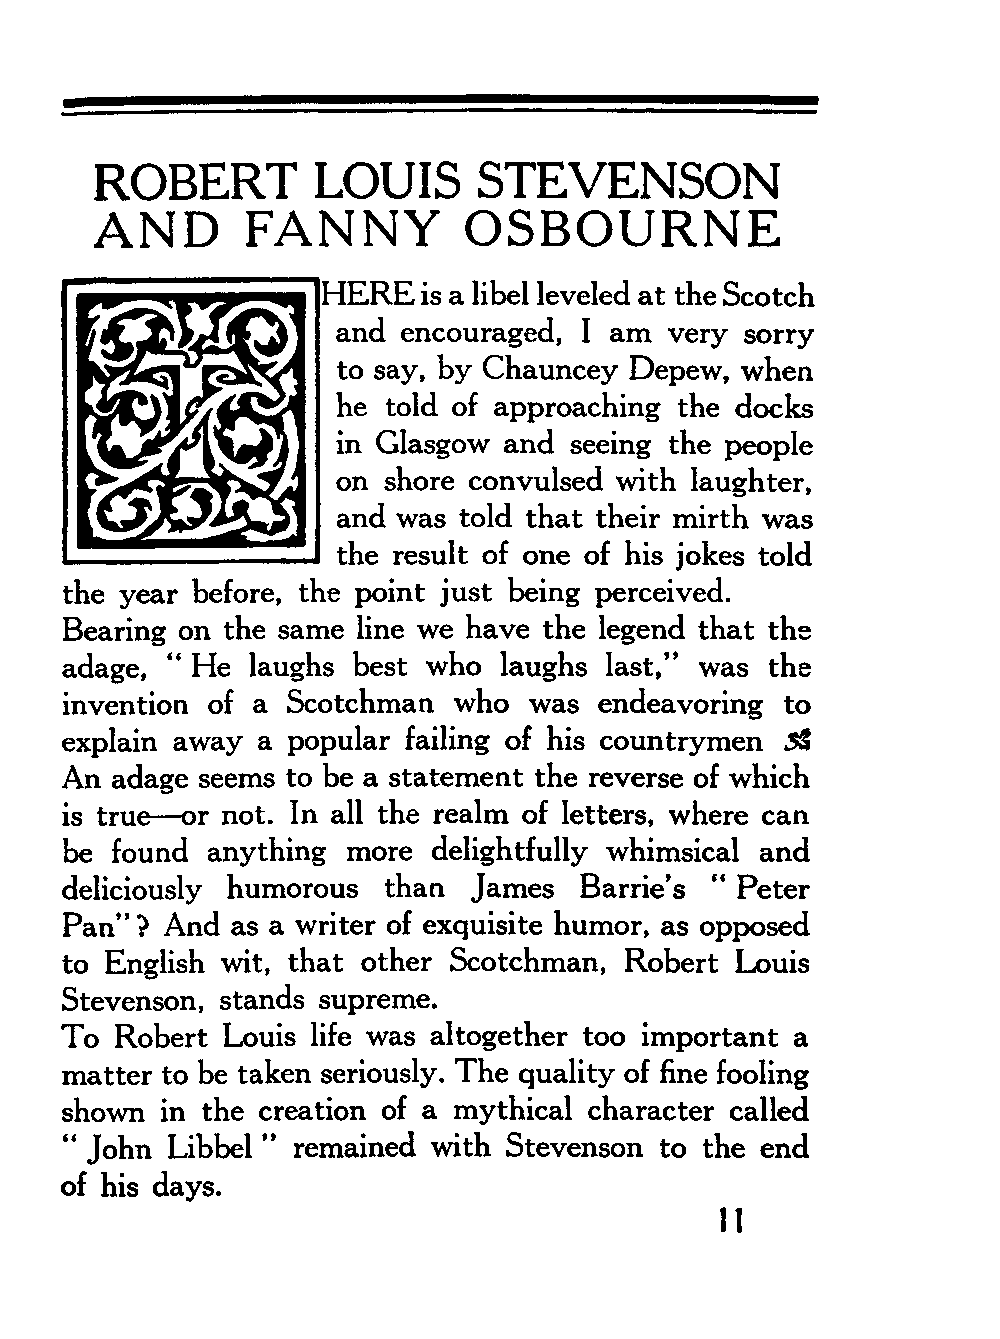 ROBERT LOUIS STEVENSON
AND FANNY OSBOURNE
THERE is a libel leveled at the Scotch
and encouraged, I am very sorry
to say, by Chauncey Depew, when
he told of approaching the docks
in Glasgow and seeing the people
on shore convulsed with laughter,
and was told that their mirth was
the result of one of his jokes told
the year before, the point just being perceived.
Bearing on the same line we have the legend that the
adage, “He laughs best who laughs last,” was the
invention of a Scotchman who was endeavoring to
explain away a popular failing of his countrymen
An adage seems to be a statement the reverse of which
is true—or not. In all the realm of letters, where can
be found anything more delightfully whimsical and
deliciously humorous than James Barrie's “Peter
Pan”? And as a writer of exquisite humor, as opposed
to English wit, that other Scotchman, Robert Louis
Stevenson, stands supreme.
To Robert Louis life was altogether too important a
matter to be taken seriously. The quality of fine fooling
shown in the creation of a mythical character called
“John Libbel” remained with Stevenson to the end
of his days.
11